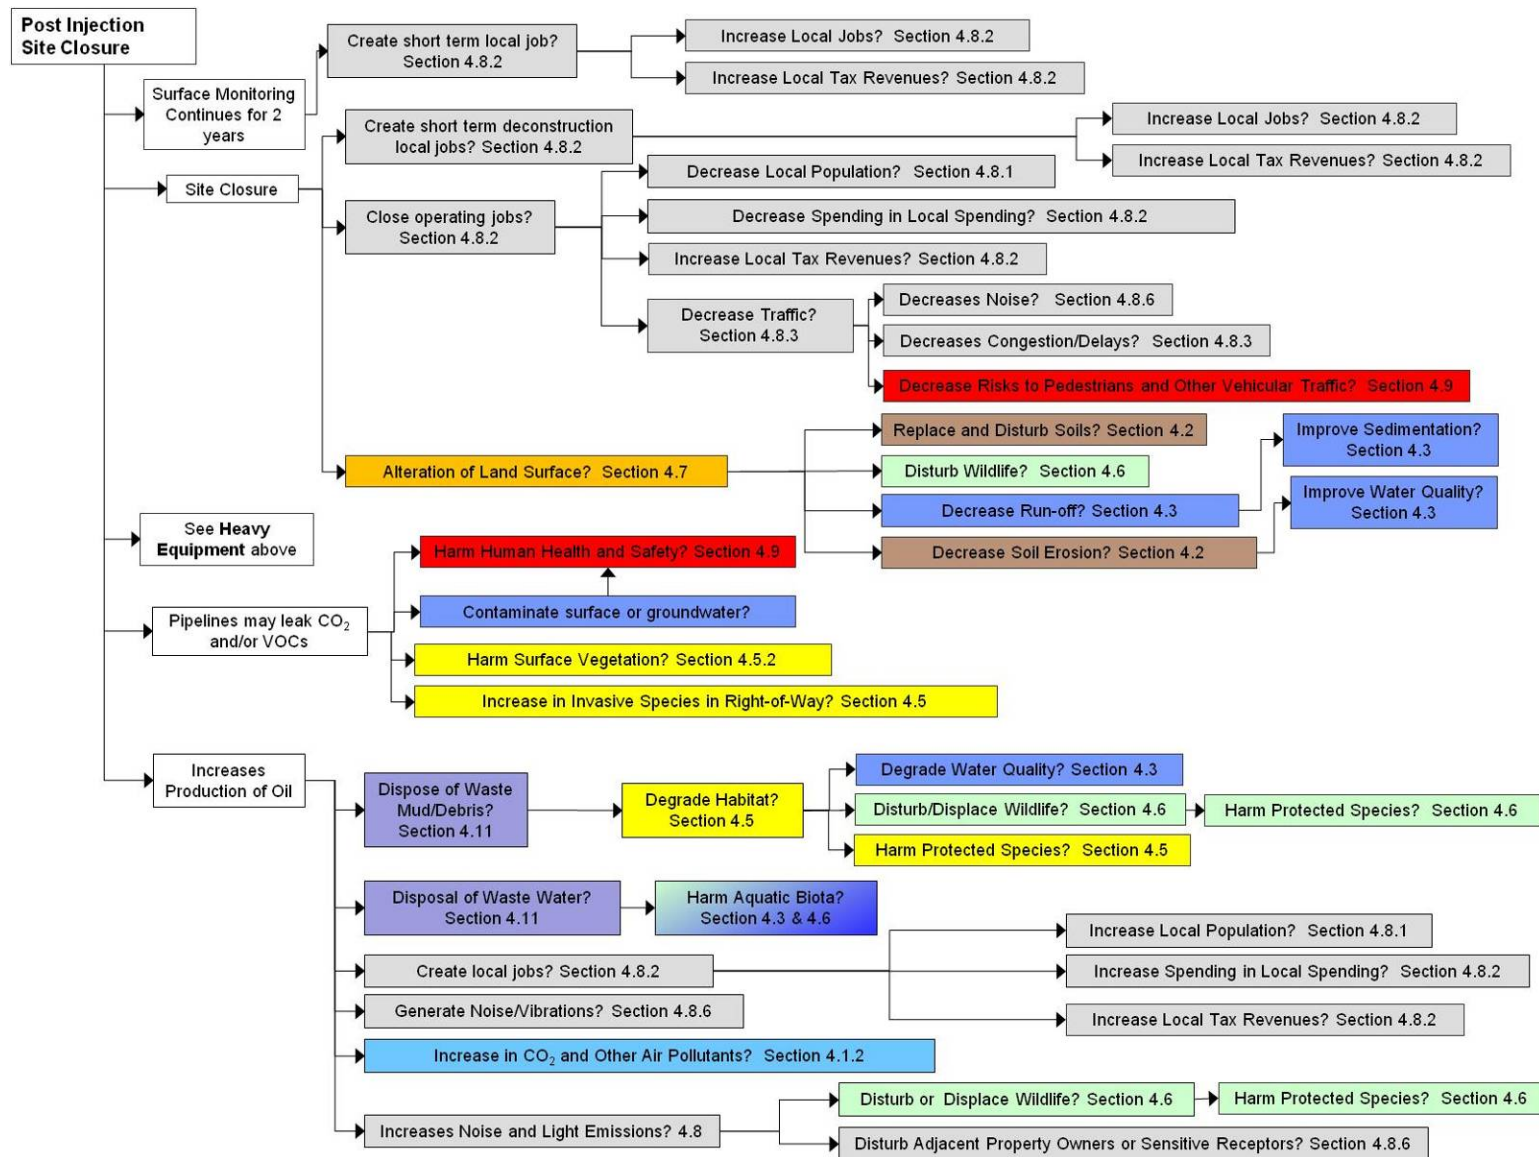 Post Injection
Site Closure
Surface Monitoring
Continues for 2
years
Create short term local job?
Section 4.8.2
Increase Local Jobs? Section 4.8.2
Increase Local Tax Revenues? Section 4.8.2
Site Closure
Create short term deconstruction
local jobs? Section 4.8.2
Increase Local Jobs? Section 4.8.2
Increase Local Tax Revenues? Section 4.8.2
Close operating jobs?
Section 4.8.2
Decrease Local Population? Section 4.8.1
Decrease Spending in Local Spending? Section 4.8.2
Increase Local Tax Revenues? Section 4.8.2
Decrease Traffic?
Section 4.8.3
Decreases Noise? Section 4.8.6
Decreases Congestion/Delays? Section 4.8.3
Decrease Risks to Pedestrians and Other Vehicular Traffic? Section 4.9
Alteration of Land Surface? Section 4.7
Replace and Disturb Soils? Section 4.2
Disturb Wildlife? Section 4.6
Decrease Run-off? Section 4.3
Improve Sedimentation?
Section 4.3
Decrease Soil Erosion? Section 4.2
Improve Water Quality?
Section 4.3
See Heavy
Equipment above
Pipelines may leak CO₂
and/or VOCs
Harm Human Health and Safety? Section 4.9
Contaminate surface or groundwater?
Harm Surface Vegetation? Section 4.5.2
Increase in Invasive Species in Right-of-Way? Section 4.5
Increases
Production of Oil
Dispose of Waste
Mud/Debris?
Section 4.11
Degrade Habitat?
Section 4.5
Degrade Water Quality? Section 4.3
Disturb/Displace Wildlife? Section 4.6
Harm Protected Species? Section 4.6
Harm Protected Species? Section 4.5
Disposal of Waste Water?
Section 4.11
Harm Aquatic Biota?
Section 4.3 & 4.6
Create local jobs? Section 4.8.2
Increase Local Population? Section 4.8.1
Increase Spending in Local Spending? Section 4.8.2
Increase Local Tax Revenues? Section 4.8.2
Generate Noise/Vibrations? Section 4.8.6
Increase in CO₂ and Other Air Pollutants? Section 4.1.2
Increases Noise and Light Emissions? 4.8
Disturb or Displace Wildlife? Section 4.6
Harm Protected Species? Section 4.6
Disturb Adjacent Property Owners or Sensitive Receptors? Section 4.8.6